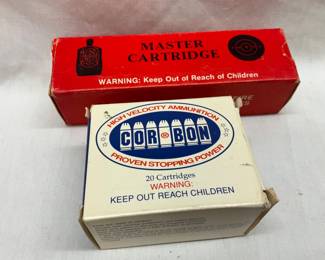 MASTER
CARTRIDGE
WARNING: Keep Out of Reach of Children
HIGH VELOCITY AMMUNITION
COR®BON
PROVEN STOPPING POWER
20 Cartridges
WARNING:
KEEP OUT REACH CHILDREN